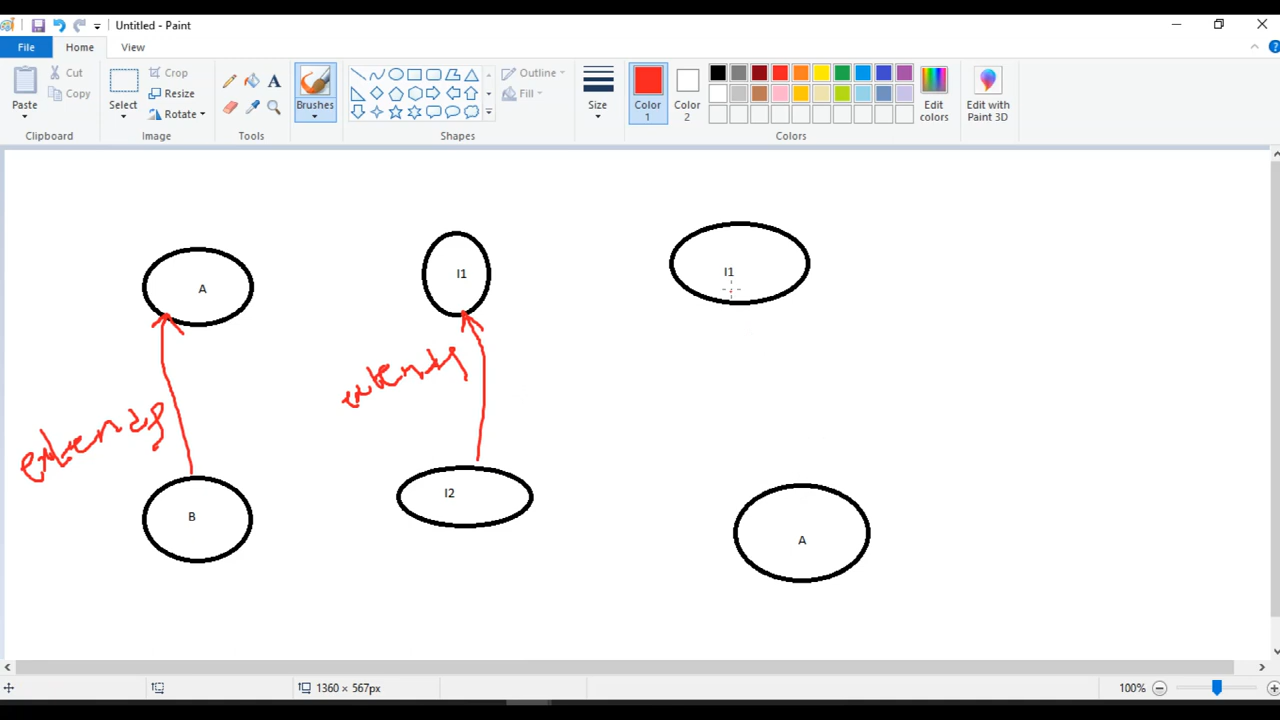 Untitled - Paint
File
Home
View
Paste
Cut
Copy
Clipboard
Select
Crop
Resize
Rotate
Image
Tools
Brushes
Shapes
Outline
Fill
Size
Color
1
Color
2
Colors
Edit
colors
Edit with
Paint 3D
A
I1
I1
extends
extends
I2
B
A
1360 × 567px
100%